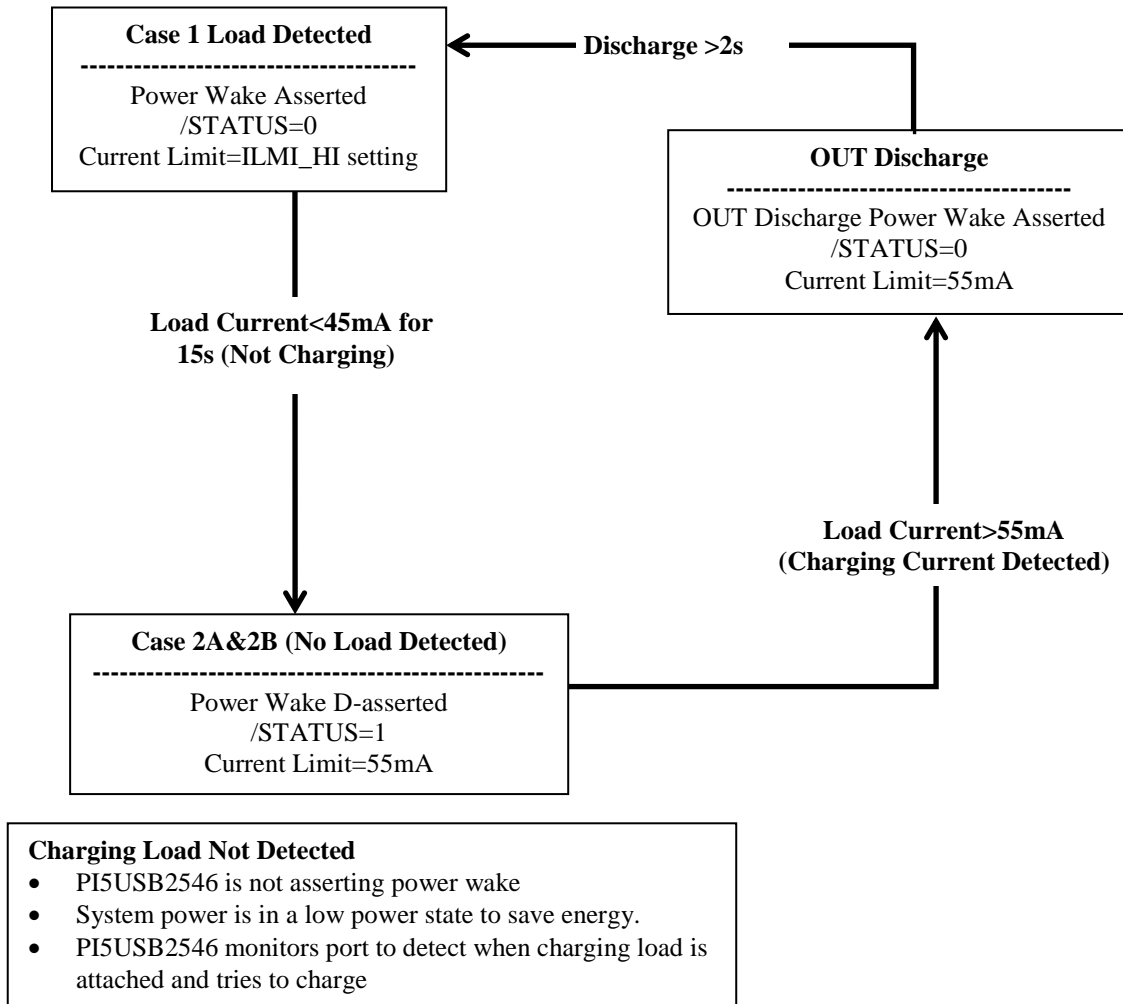 Case 1 Load Detected
----------------------------------------
Power Wake Asserted
/STATUS=0
Current Limit=ILMI_HI setting
Discharge >2s
OUT Discharge
-----------------------------------------
OUT Discharge Power Wake Asserted
/STATUS=0
Current Limit=55mA
Load Current<45mA for
15s (Not Charging)
Load Current>55mA
(Charging Current Detected)
Case 2A&2B (No Load Detected)
------------------------------------------------------
Power Wake D-asserted
/STATUS=1
Current Limit=55mA
Charging Load Not Detected
• PI5USB2546 is not asserting power wake
• System power is in a low power state to save energy.
• PI5USB2546 monitors port to detect when charging load is
attached and tries to charge